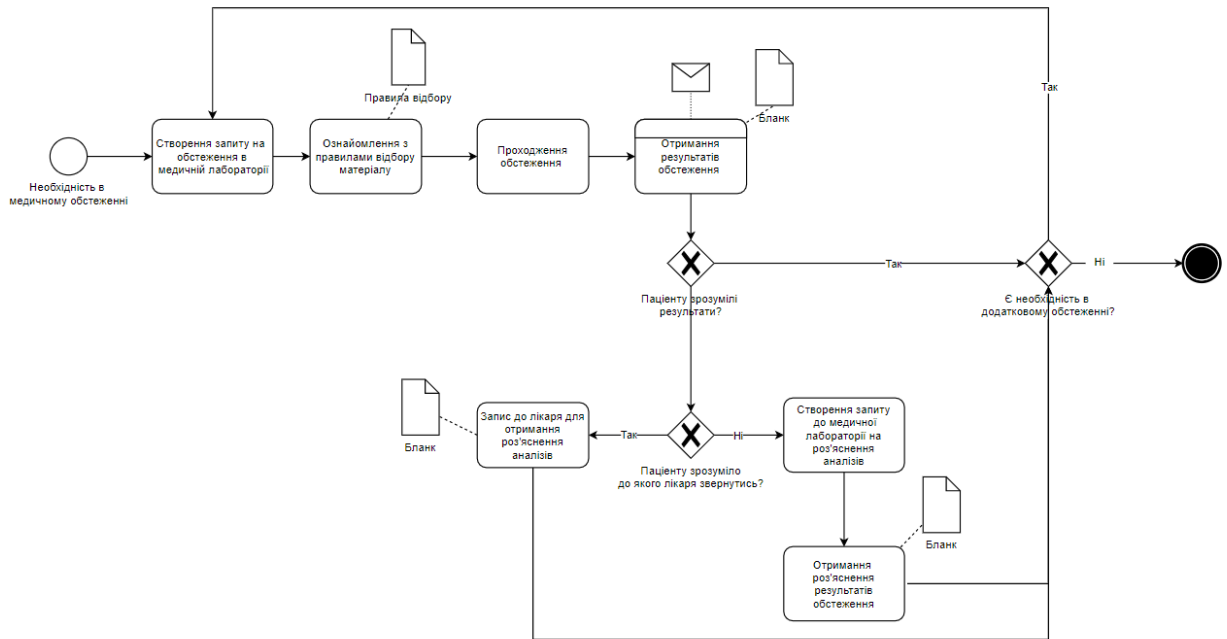 Так
Правила відбору
Бланк
Створення запиту на
обстеження в
медичній лабораторії
Ознайомлення з
правилами відбору
матеріалу
Проходження
обстеження
Отримання
результатів
обстеження
Необхідність в
медичному обстеженні
Так
Ні
Пацієнту зрозумілі
результати?
Є необхідність в
додатковому обстеженні?
Бланк
Запис до лікаря для
отримання
роз'яснення
аналізів
Так
Ні
Створення запиту
до медичної
лабораторії на
роз'яснення
аналізів
Пацієнту зрозуміло
до якого лікаря звернутись?
Бланк
Отримання
роз'яснення
результатів
обстеження